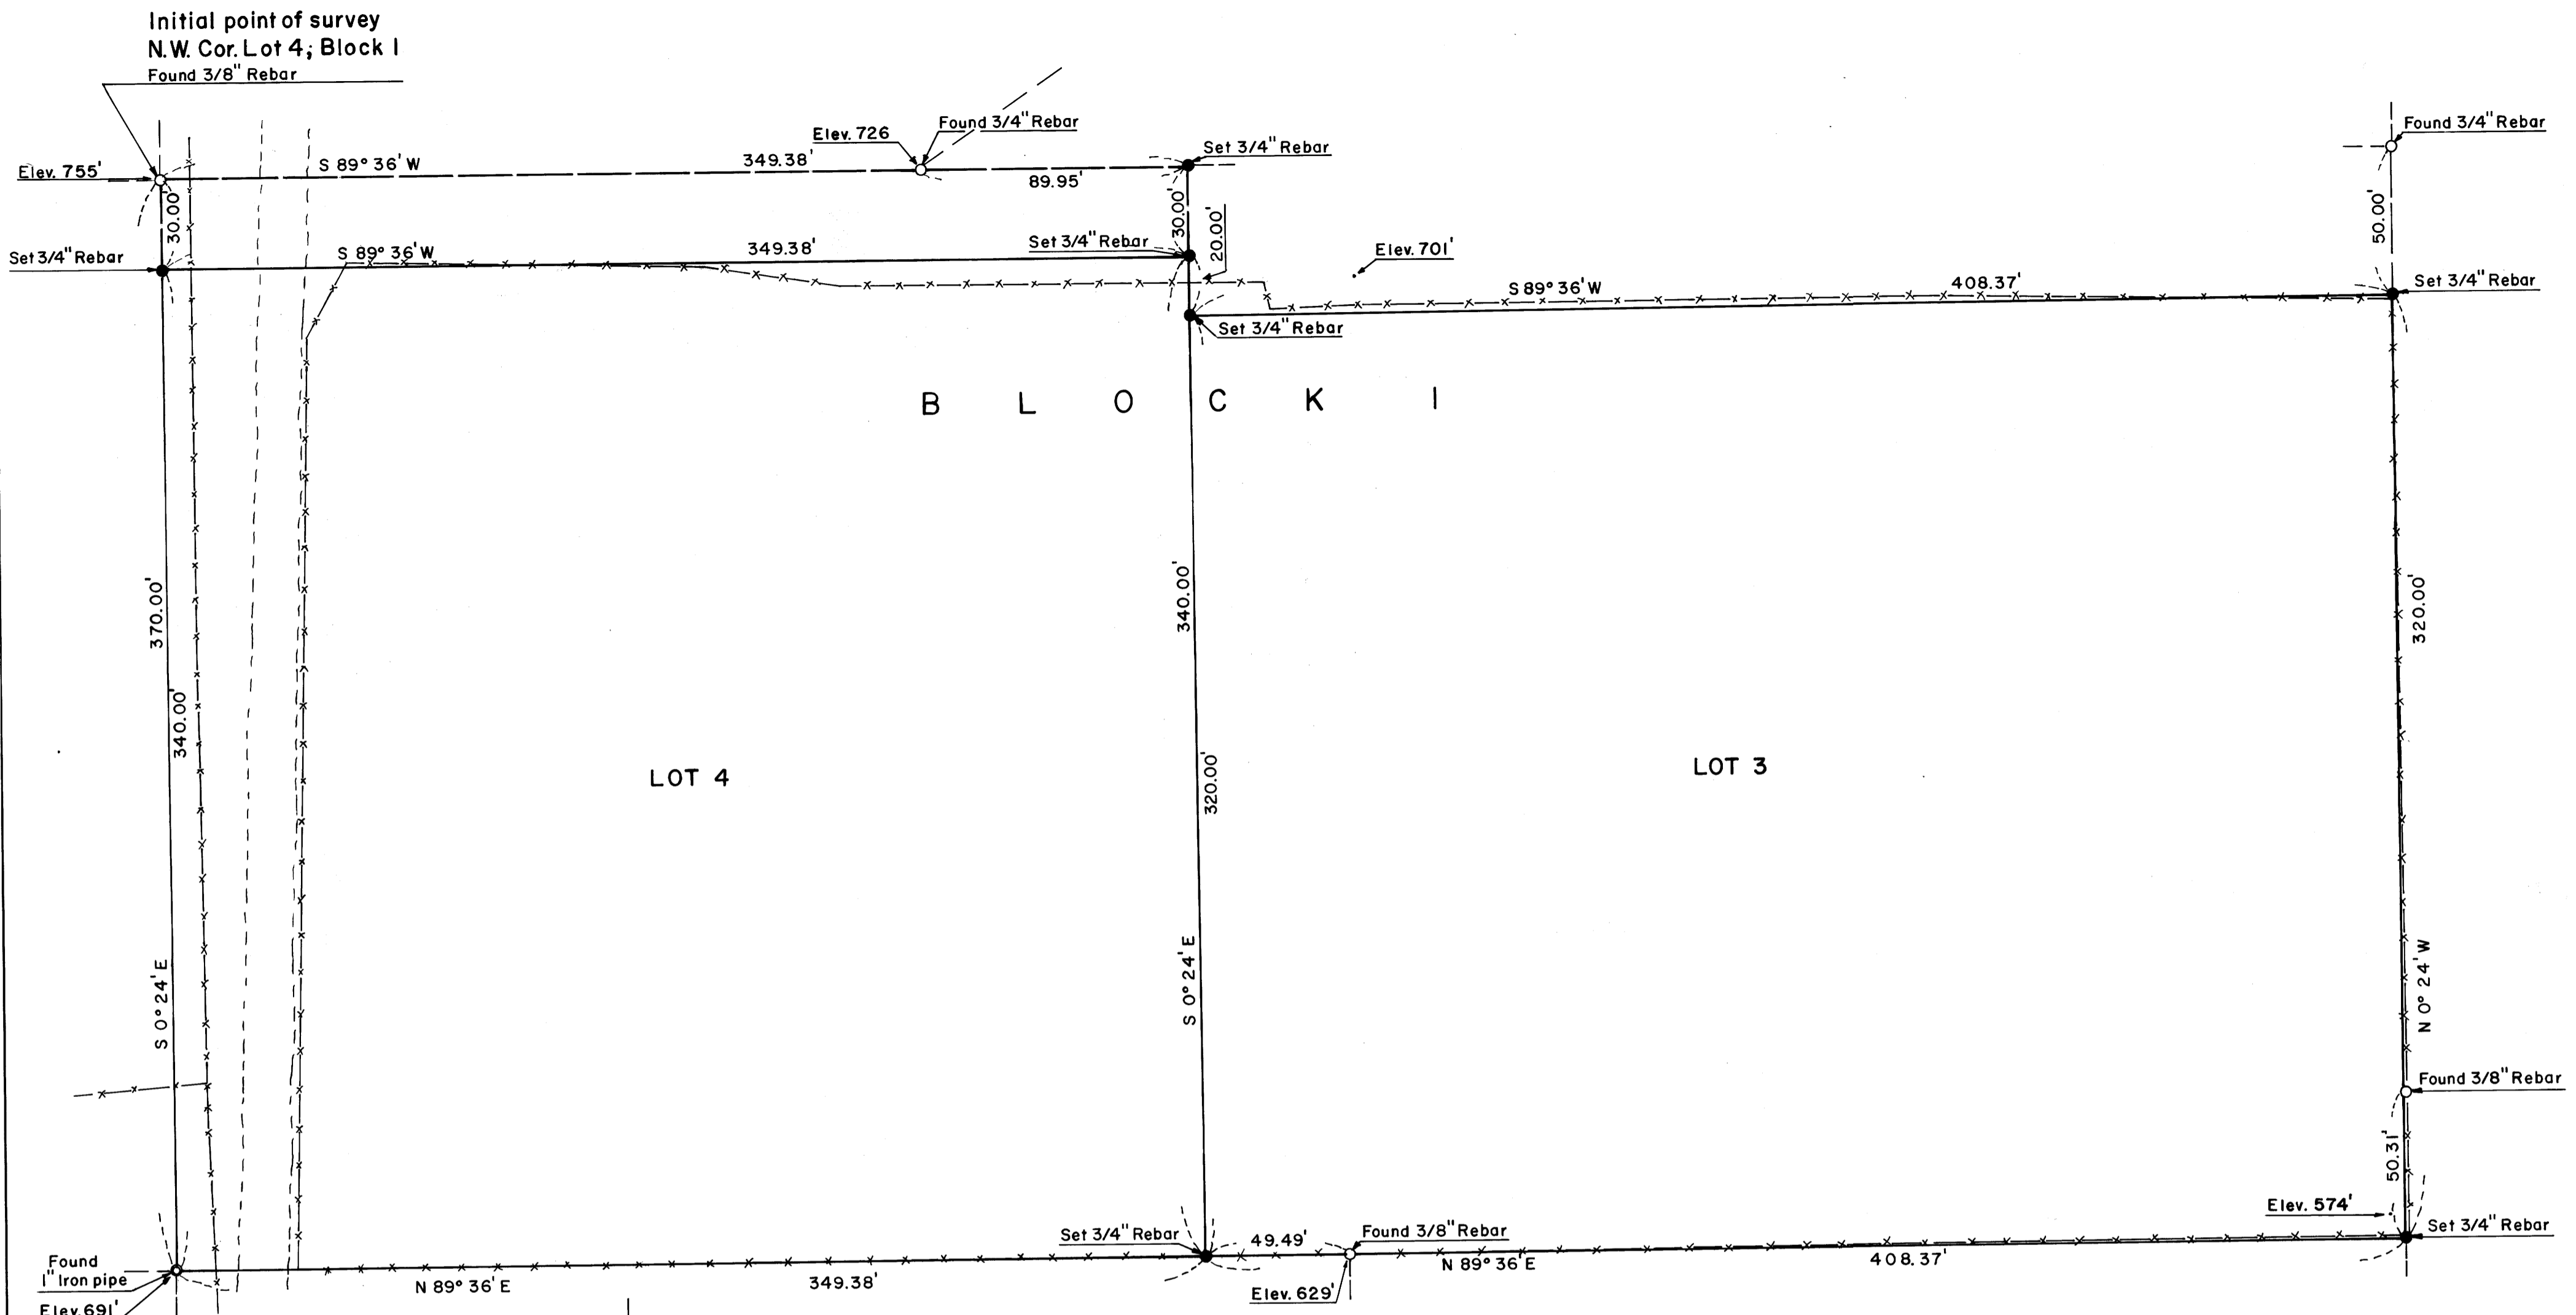 Initial point of survey
N.W. Cor. Lot 4; Block 1
Found 3/8" Rebar
Elev. 755'
S 89° 36' W
349.38'
Elev. 726
Found 3/4" Rebar
89.95'
Set 3/4" Rebar
Found 3/4" Rebar
30.00'
30.00'
20.00'
50.00'
Set 3/4" Rebar
S 89° 36' W
349.38'
Set 3/4" Rebar
Elev. 701'
S 89° 36' W
408.37'
Set 3/4" Rebar
Set 3/4" Rebar
BLOCK 1
370.00'
340.00'
340.00'
320.00'
320.00'
LOT 4
LOT 3
S 0° 24' E
S 0° 24' E
N 0° 24' W
Found 3/8" Rebar
50.31'
Elev. 574'
Set 3/4" Rebar
Set 3/4" Rebar
49.49'
Found 3/8" Rebar
Found
1" Iron pipe
Elev. 691'
N 89° 36' E
349.38'
Elev. 629'
N 89° 36' E
408.37'